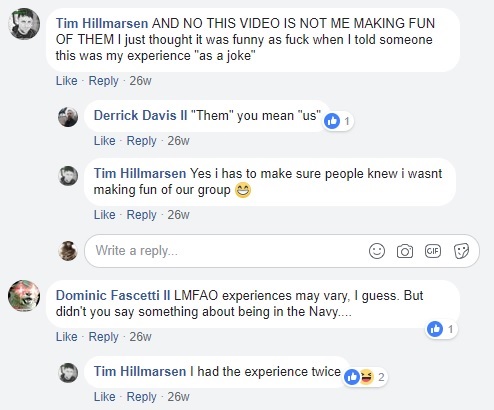 Tim Hillmarsen AND NO THIS VIDEO IS NOT ME MAKING FUN
OF THEM I just thought it was funny as fuck when I told someone
this was my experience "as a joke"
Like · Reply · 26w
Derrick Davis II "Them" you mean "us"
1
Like · Reply · 26w
Tim Hillmarsen Yes i has to make sure people knew i wasnt
making fun of our group
Like · Reply · 26w
Write a reply...
GIF
Dominic Fascetti II LMFAO experiences may vary, I guess. But
didn't you say something about being in the Navy....
1
Like · Reply · 26w
Tim Hillmarsen I had the experience twice
2
Like · Reply · 26w